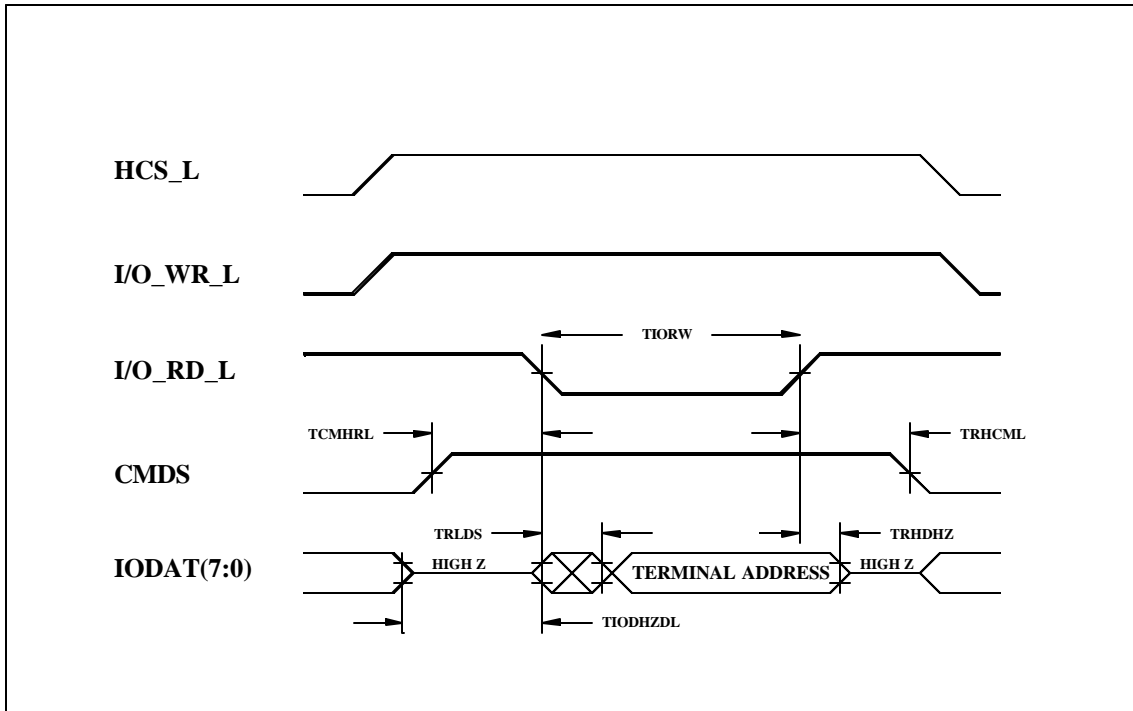 HCS_L
I/O_WR_L
TIORW
I/O_RD_L
TCMHRL
TRHCML
CMDS
TRLDS
TRHDHZ
IODAT(7:0)
HIGH Z
TERMINAL ADDRESS
HIGH Z
TIODHZDL